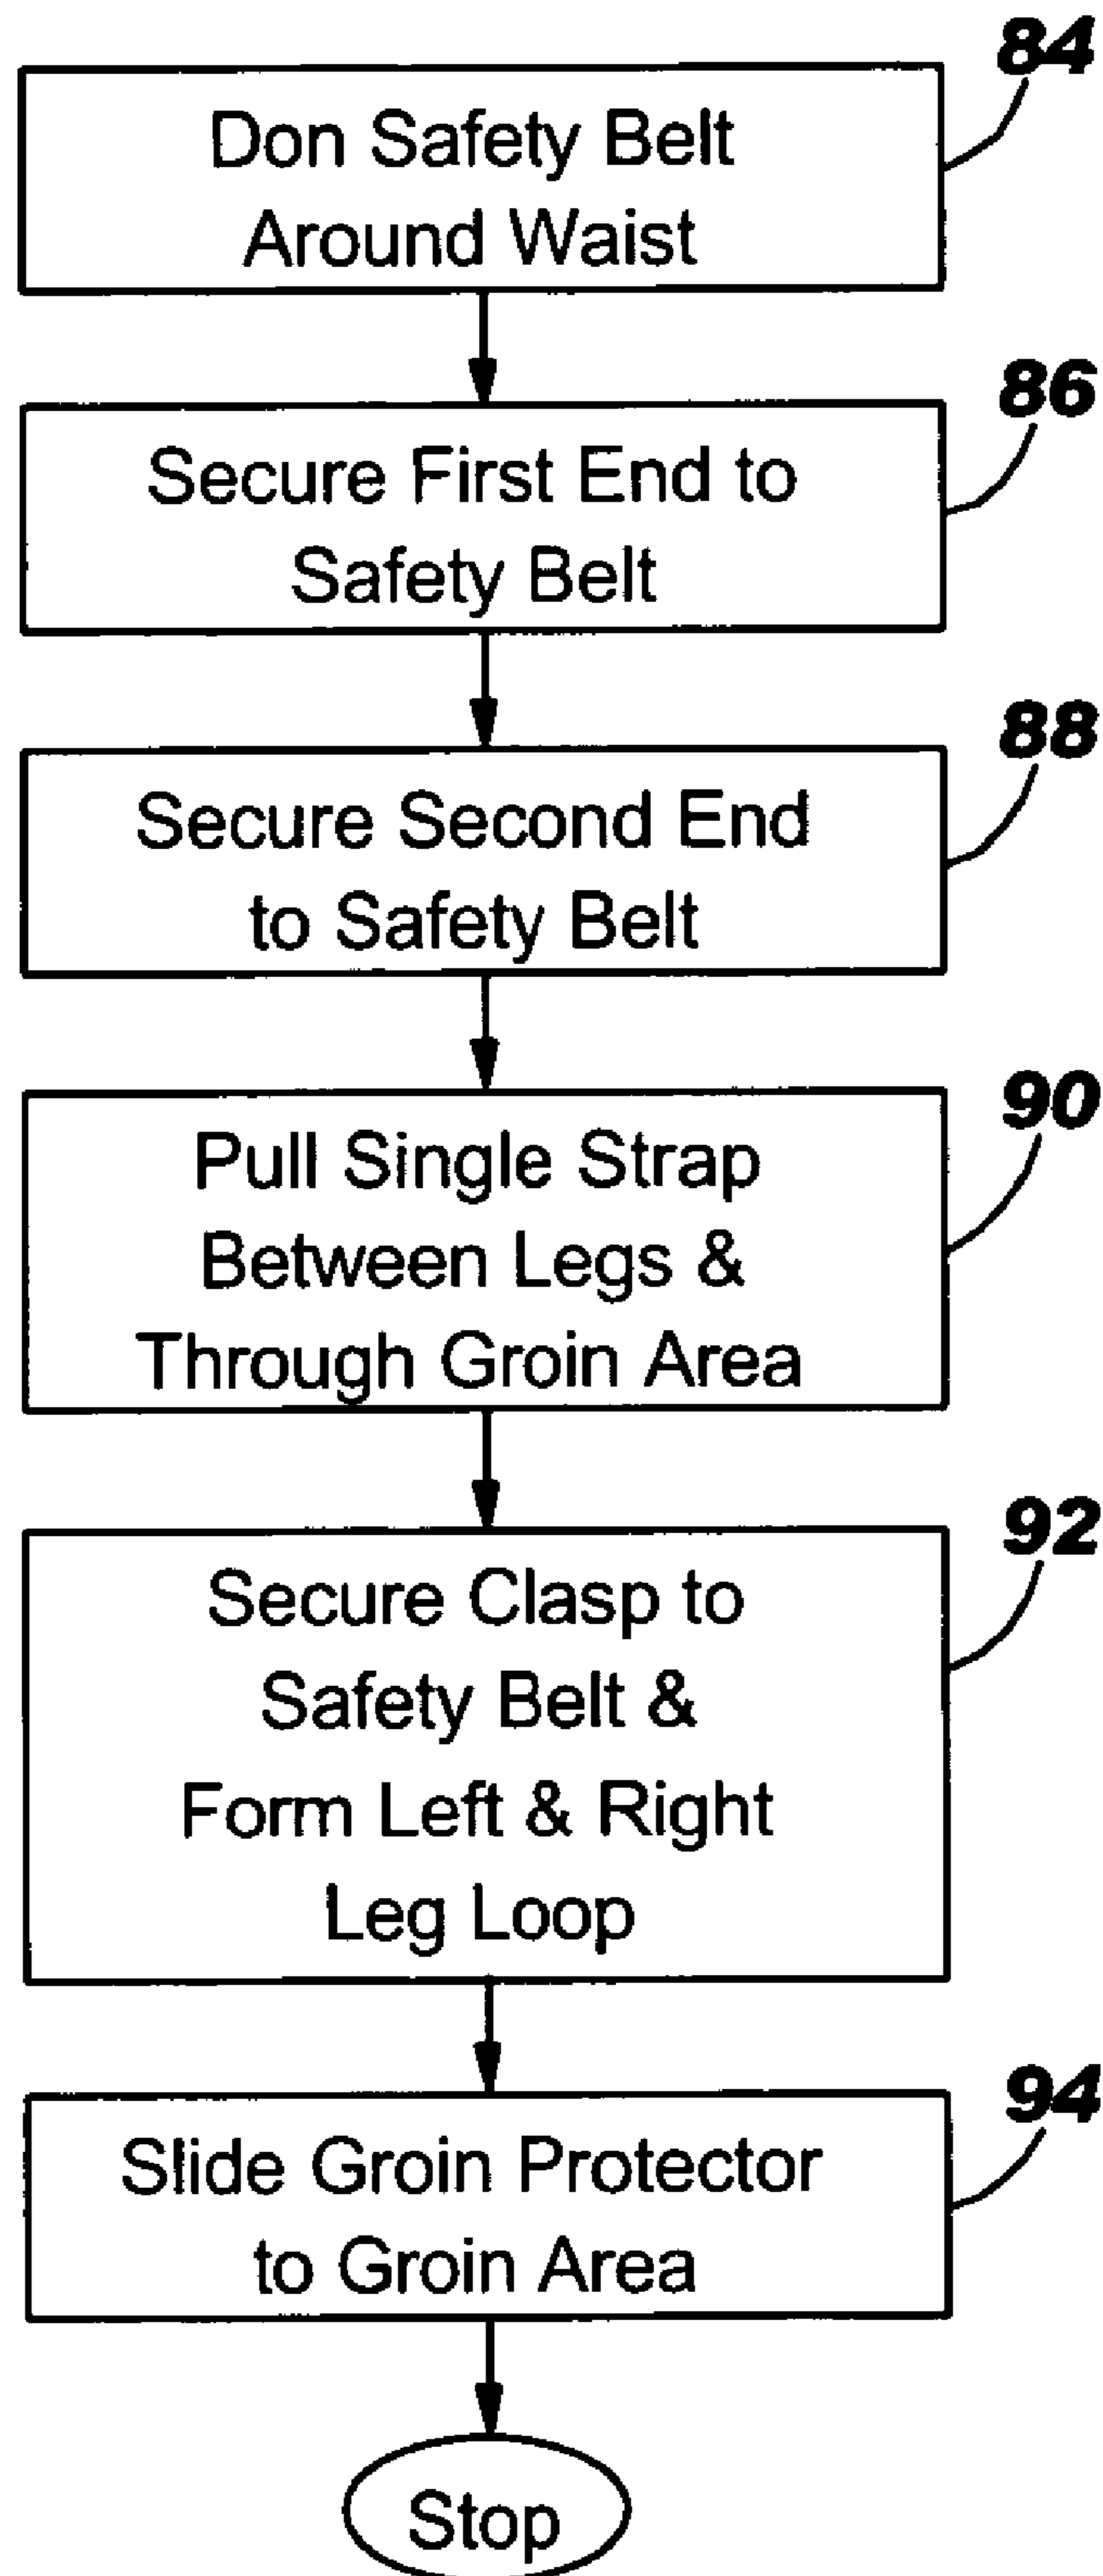 84
Don Safety Belt
Around Waist
86
Secure First End to
Safety Belt
88
Secure Second End
to Safety Belt
90
Pull Single Strap
Between Legs &
Through Groin Area
92
Secure Clasp to
Safety Belt &
Form Left & Right
Leg Loop
94
Slide Groin Protector
to Groin Area
Stop